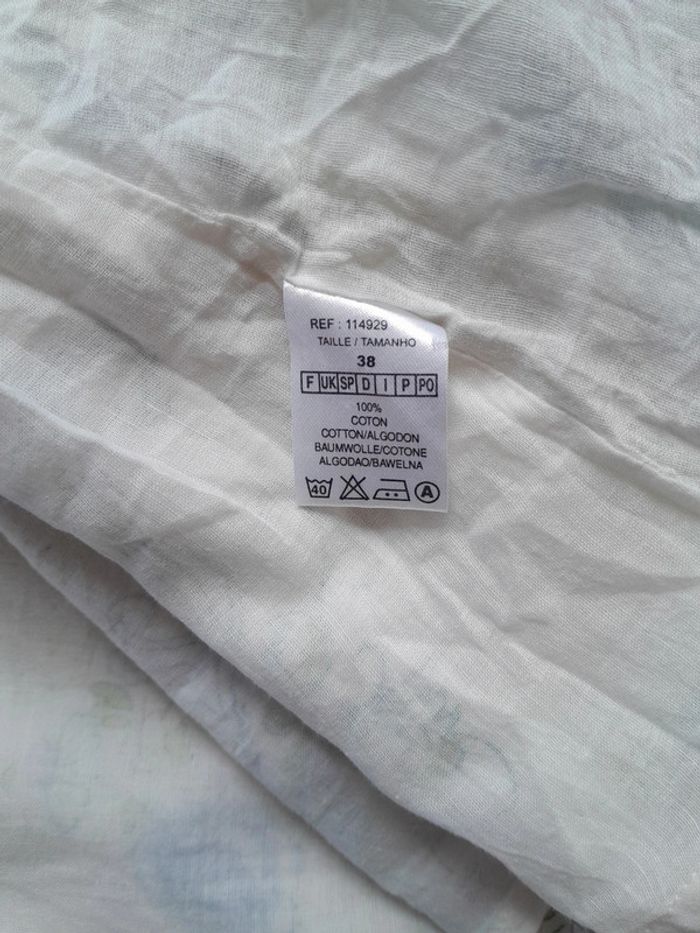 REF : 114929
TAILLE / TAMANHO
38
F UK SP D I P PO
100%
COTON
COTTON/ALGODON
BAUMWOLLE/COTONE
ALGODAO/BAWELNA
40 A